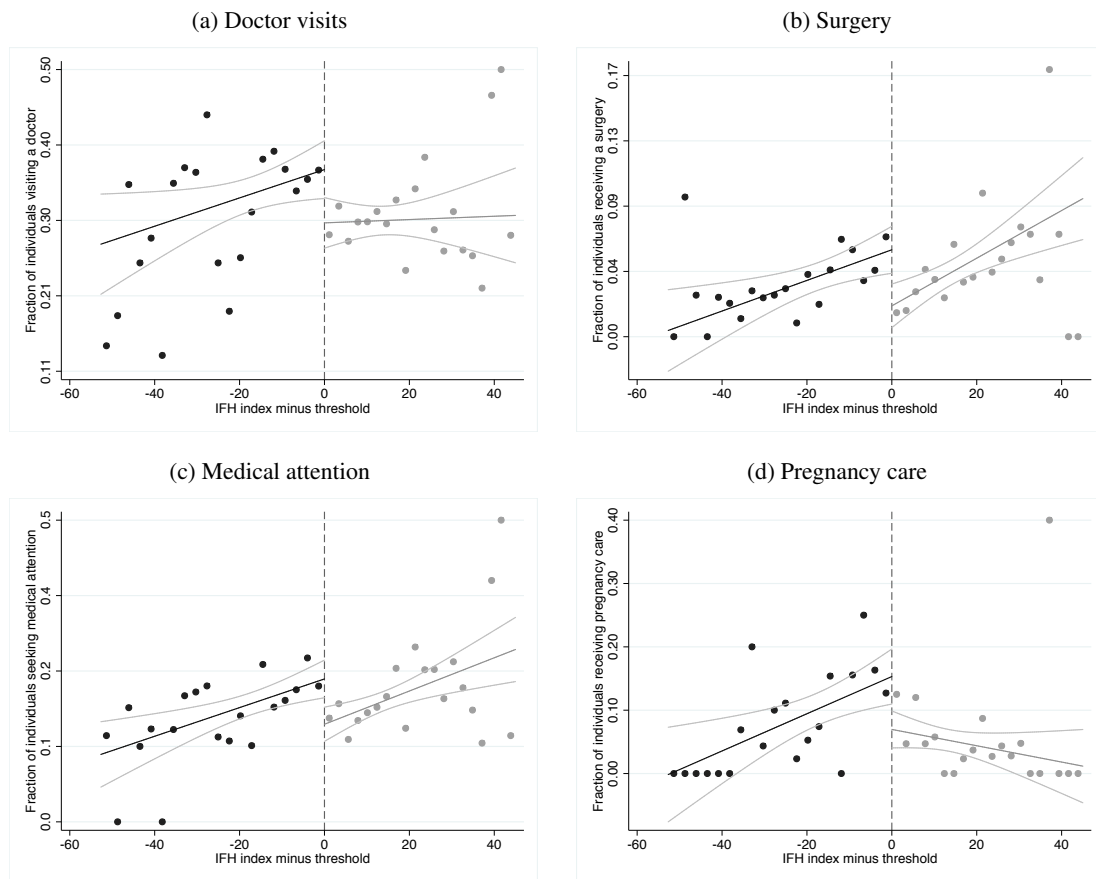 (a) Doctor visits
Fraction of individuals visiting a doctor
0.50
0.40
0.30
0.21
0.11
-60 -40 -20 0 20 40
IFH index minus threshold
(b) Surgery
Fraction of individuals receiving a surgery
0.17
0.13
0.09
0.04
0.00
-60 -40 -20 0 20 40
IFH index minus threshold
(c) Medical attention
Fraction of individuals seeking medical attention
0.5
0.4
0.2
0.1
0.0
-60 -40 -20 0 20 40
IFH index minus threshold
(d) Pregnancy care
Fraction of individuals receiving pregnancy care
0.40
0.30
0.20
0.10
0.00
-60 -40 -20 0 20 40
IFH index minus threshold